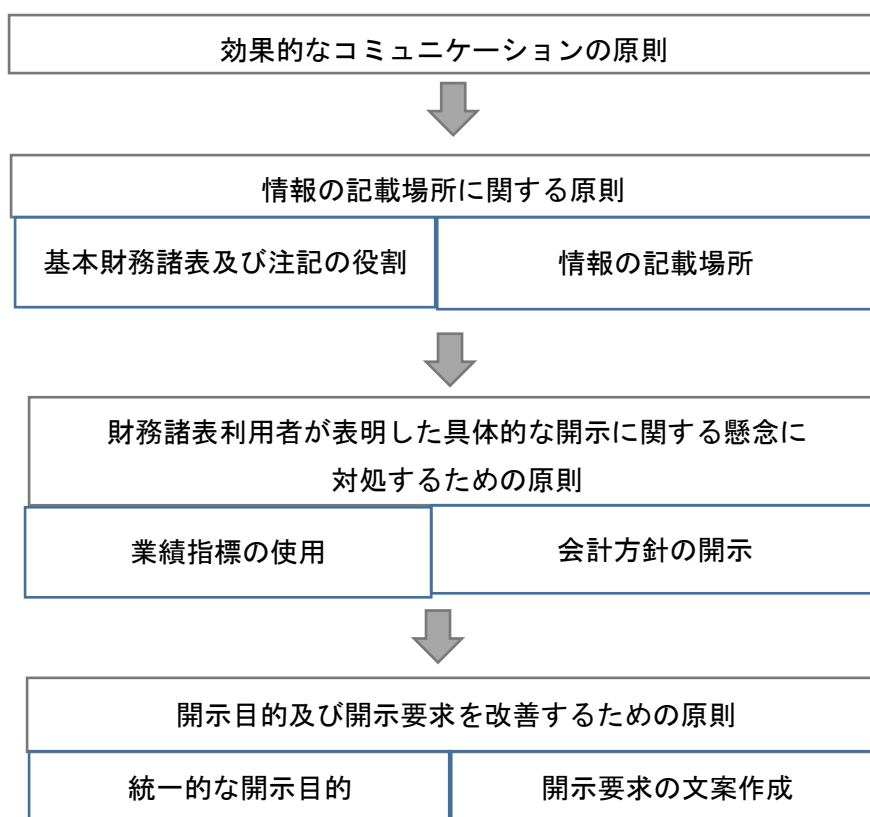 効果的なコミュニケーションの原則
情報の記載場所に関する原則
基本財務諸表及び注記の役割
情報の記載場所
財務諸表利用者が表明した具体的な開示に関する懸念に
対処するための原則
業績指標の使用
会計方針の開示
開示目的及び開示要求を改善するための原則
統一的な開示目的
開示要求の文案作成